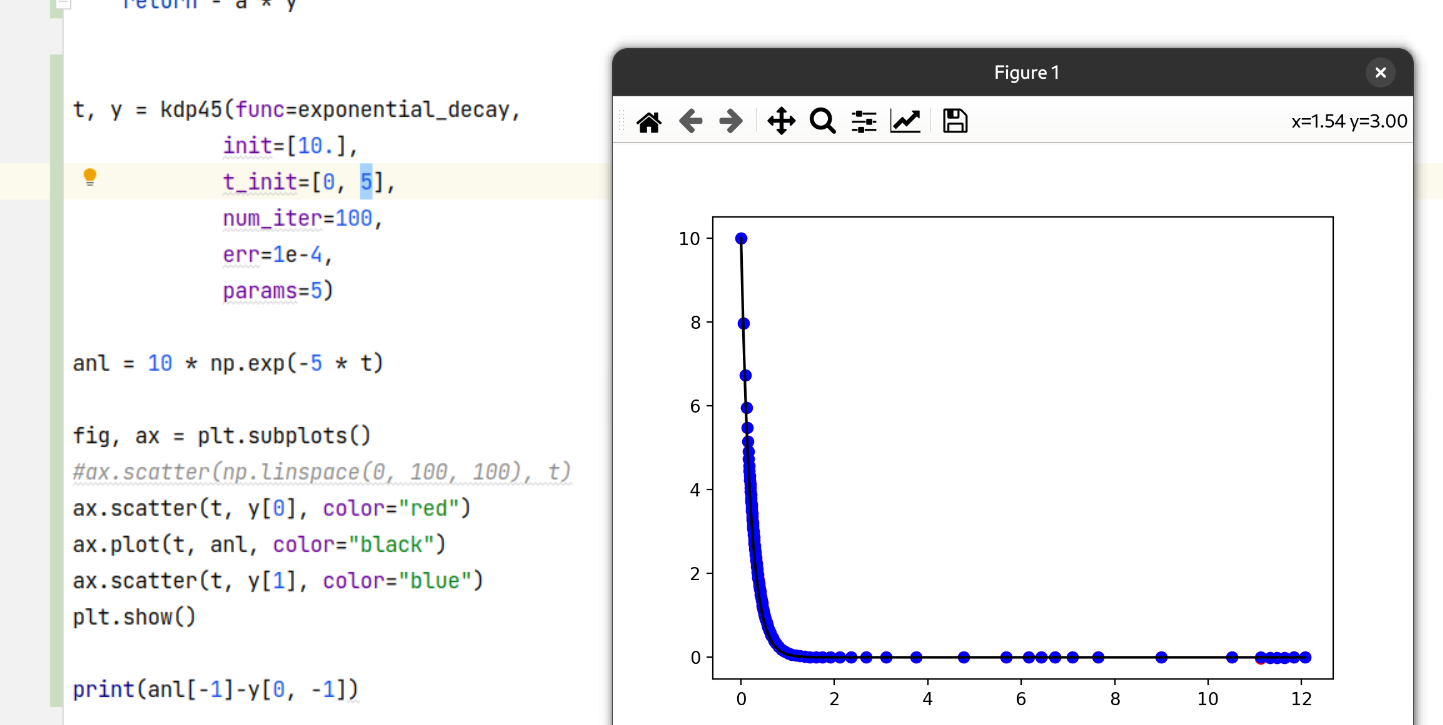 return - a * y
t, y = kdp45(func=exponential_decay,
init=[10.],
t_init=[0, 5],
num_iter=100,
err=1e-4,
params=5)
anl = 10 * np.exp(-5 * t)
fig, ax = plt.subplots()
#ax.scatter(np.linspace(0, 100, 100), t)
ax.scatter(t, y[0], color="red")
ax.plot(t, anl, color="black")
ax.scatter(t, y[1], color="blue")
plt.show()
print(anl[-1]-y[0, -1])
Figure 1
x=1.54 y=3.00
10
8
6
4
2
0
0 2 4 6 8 10 12